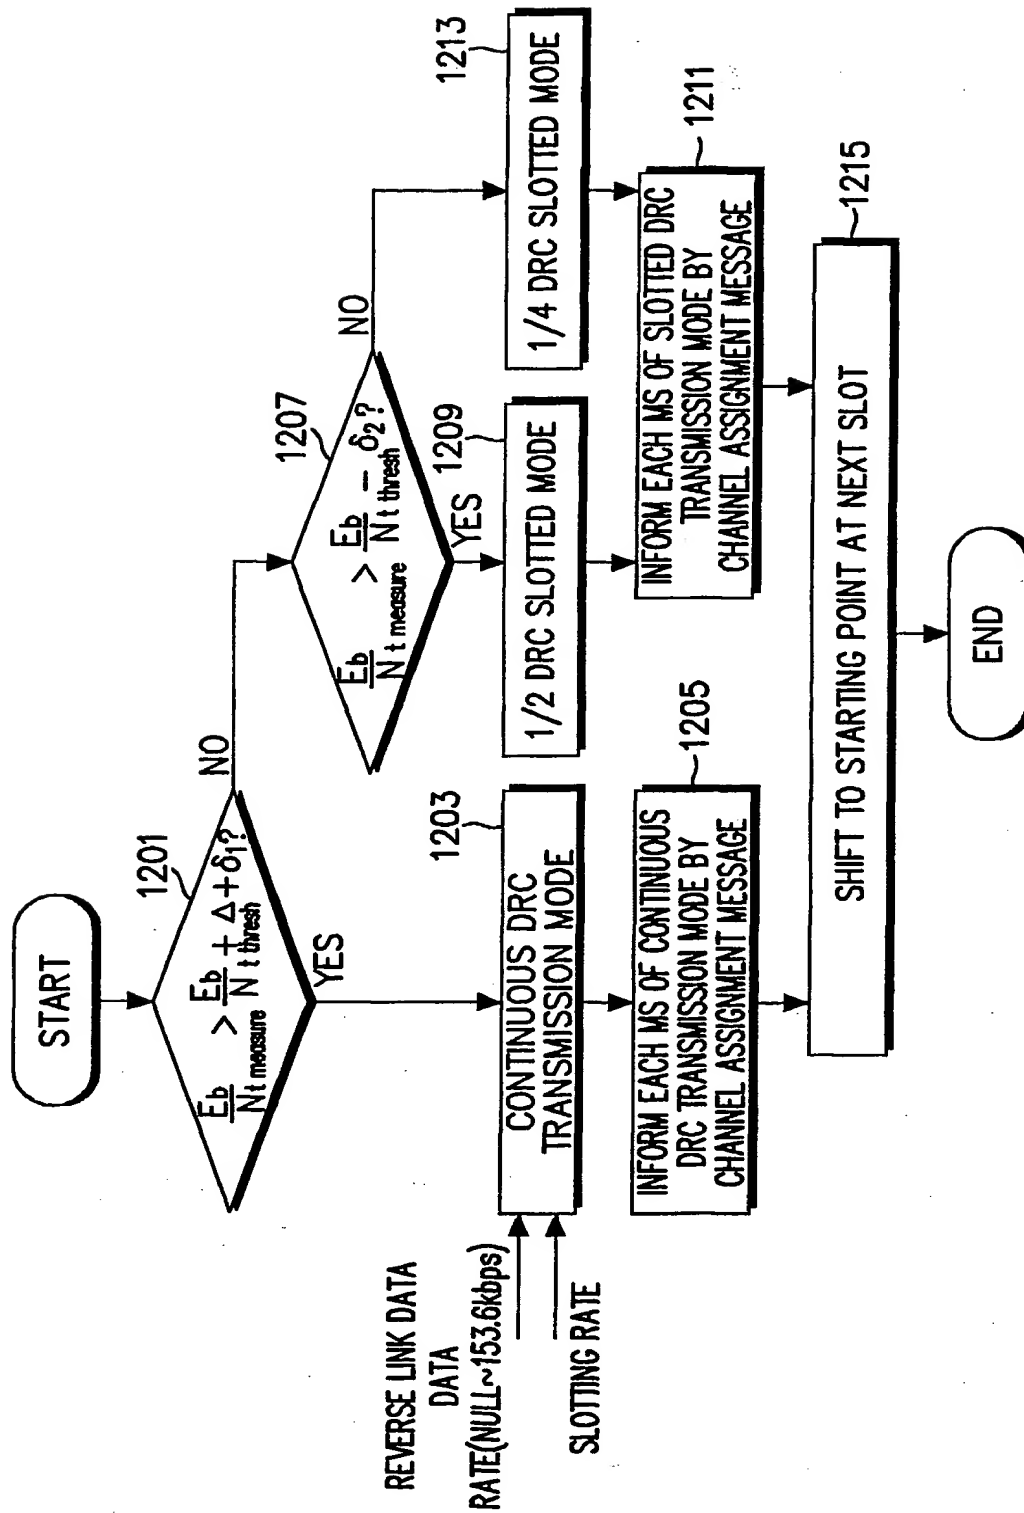 START
1201
Eb/Nt measure > Eb/Nt thresh + Δ + δ1?
NO
YES
1207
Eb/Nt measure > Eb/Nt thresh − δ2?
NO
YES
REVERSE LINK DATA
DATA
RATE(NULL~153.6kbps)
SLOTTING RATE
1203
CONTINUOUS DRC
TRANSMISSION MODE
1209
1/2 DRC SLOTTED MODE
1213
1/4 DRC SLOTTED MODE
1205
INFORM EACH MS OF CONTINUOUS
DRC TRANSMISSION MODE BY
CHANNEL ASSIGNMENT MESSAGE
1211
INFORM EACH MS OF SLOTTED DRC
TRANSMISSION MODE BY
CHANNEL ASSIGNMENT MESSAGE
1215
SHIFT TO STARTING POINT AT NEXT SLOT
END